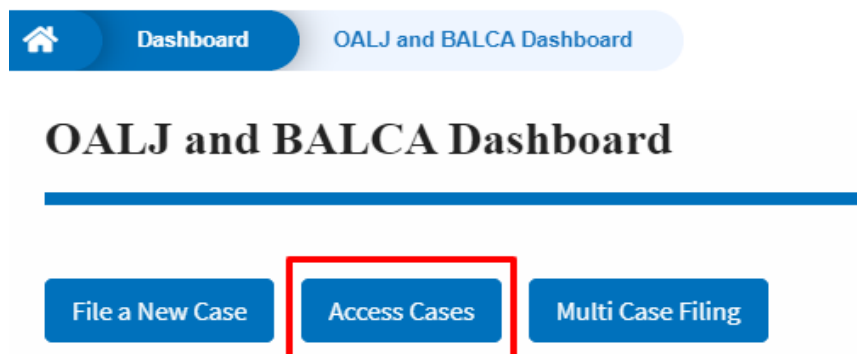 Dashboard OALJ and BALCA Dashboard
OALJ and BALCA Dashboard
File a New Case Access Cases Multi Case Filing